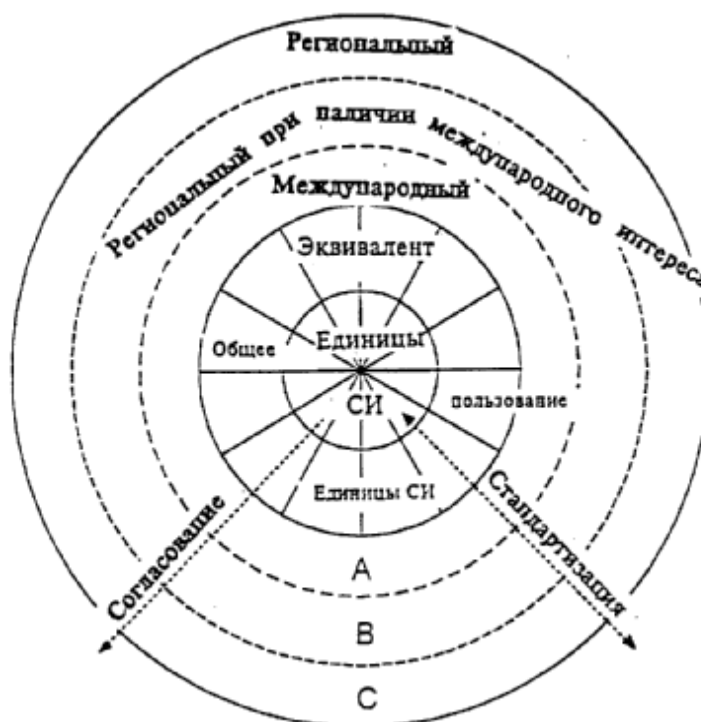 Региональный
Региональный при наличии международного интереса
Международный
Эквивалент
Единицы
Общее
СИ
пользование
Единицы СИ
Согласование
Стандартизация
A
B
C